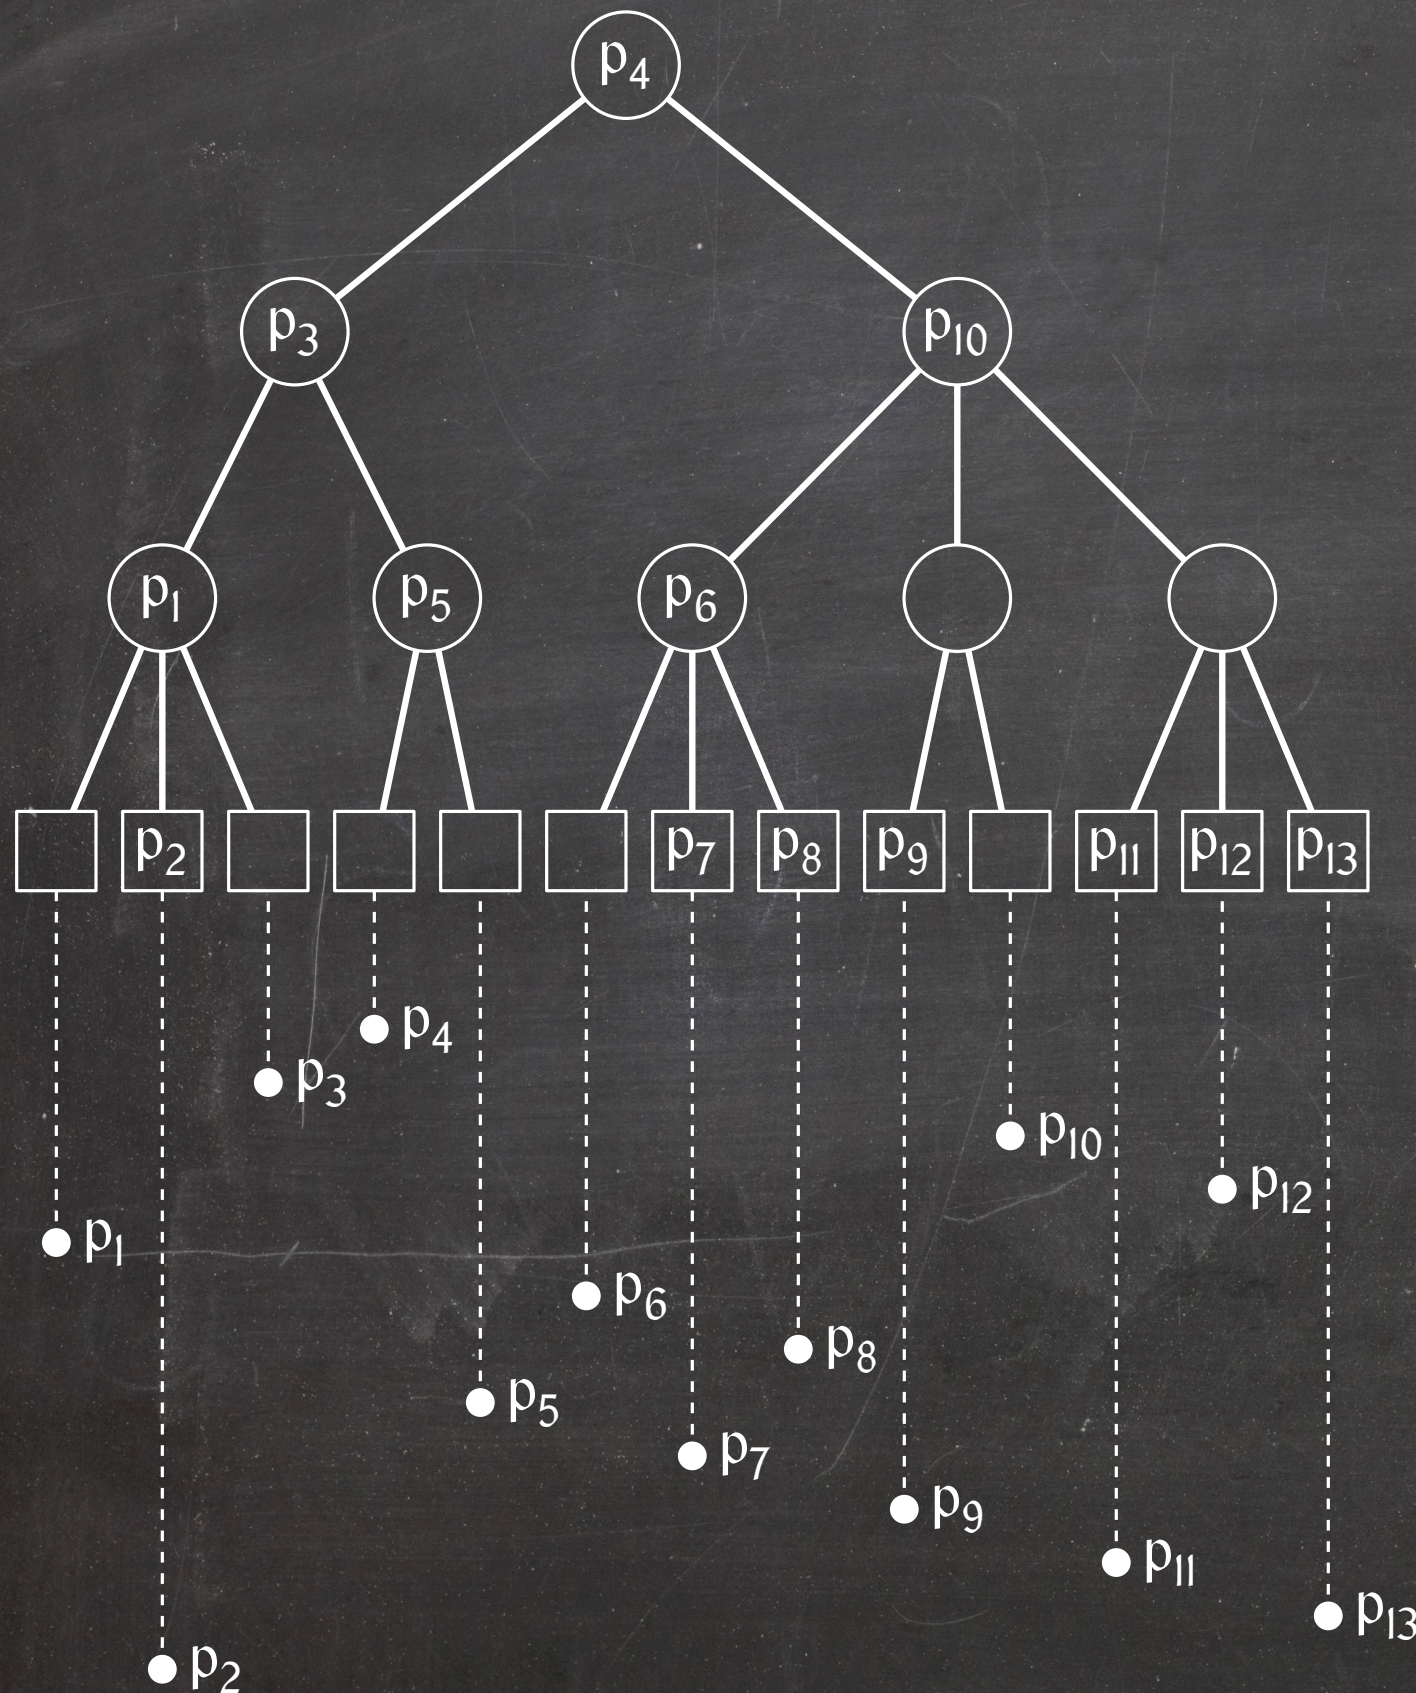 p₄
p₃ p₁₀
p₁ p₅ p₆
p₂ p₇ p₈ p₉ p₁₁ p₁₂ p₁₃
p₄
p₃
p₁₀
p₁₂
p₁
p₆
p₈
p₅
p₇
p₉
p₁₁
p₁₃
p₂